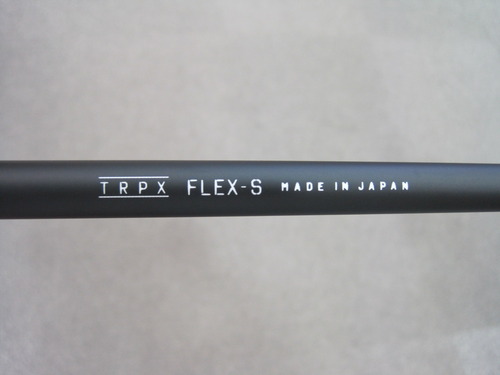 TRPX FLEX-S MADE IN JAPAN